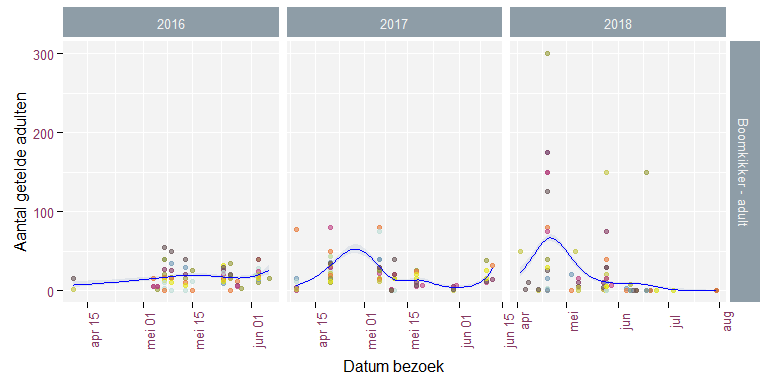 2016 2017 2018
Boomkikker - adult
Aantal getelde adulten
300
200
100
0
apr 15 mei 01 mei 15 jun 01
apr 15 mei 01 mei 15 jun 01 jun 15
apr mei jun jul aug
Datum bezoek